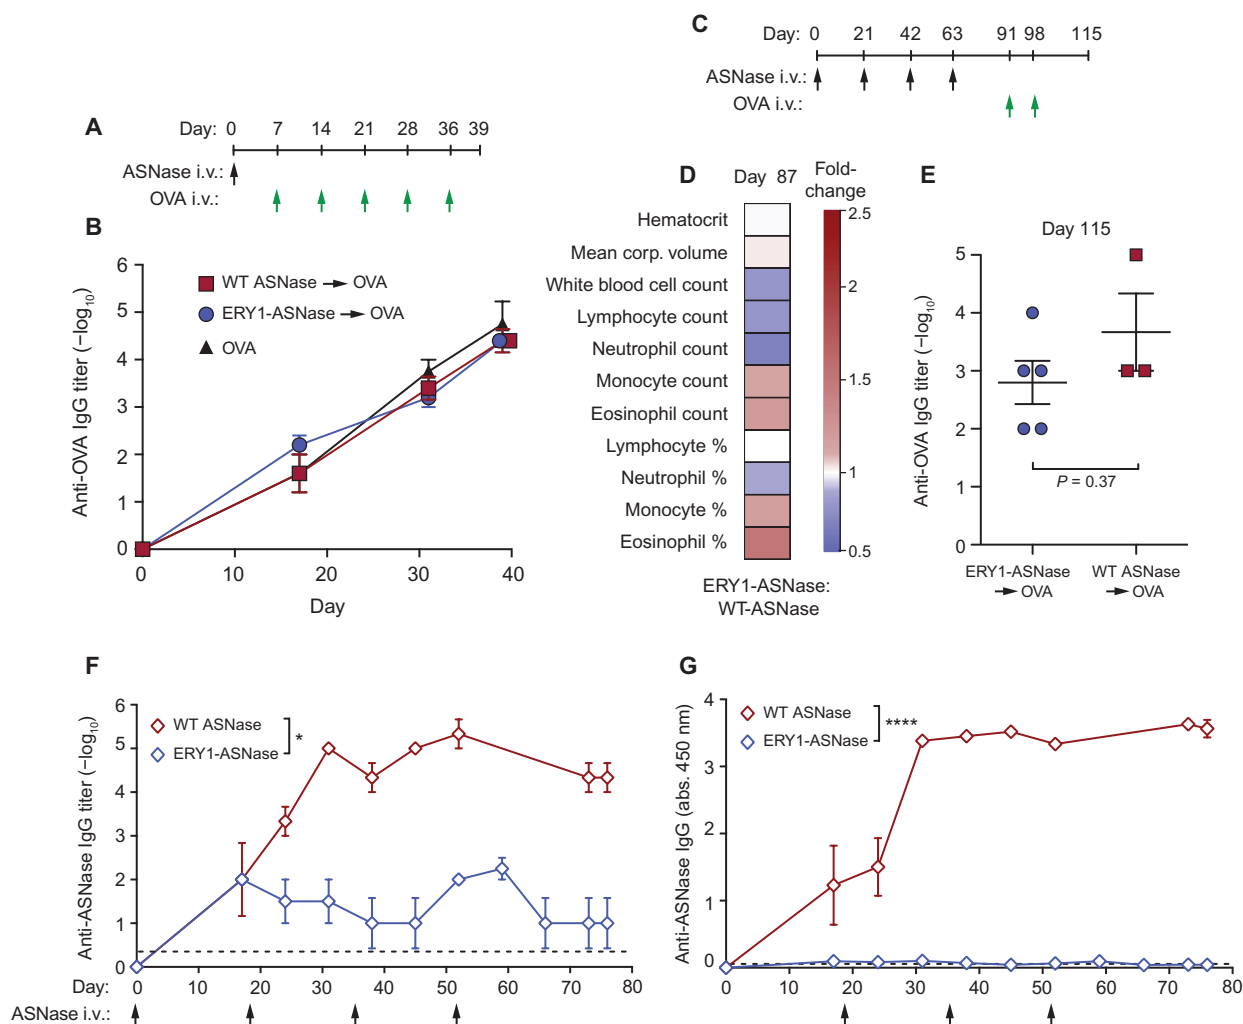 A
Day: 0 7 14 21 28 36 39
ASNase i.v.:
OVA i.v.:
B
Anti-OVA IgG titer (−log10)
6
5
4
3
2
1
0
WT ASNase → OVA
ERY1-ASNase → OVA
OVA
0 10 20 30 40
Day
C
Day: 0 21 42 63 91 98 115
ASNase i.v.:
OVA i.v.:
D
Day 87
Fold-
change
Hematocrit
Mean corp. volume
White blood cell count
Lymphocyte count
Neutrophil count
Monocyte count
Eosinophil count
Lymphocyte %
Neutrophil %
Monocyte %
Eosinophil %
2.5
2
1.5
1
0.5
ERY1-ASNase:
WT-ASNase
E
Day 115
Anti-OVA IgG titer (−log10)
5
4
3
2
1
0
P = 0.37
ERY1-ASNase
→ OVA
WT ASNase
→ OVA
F
Anti-ASNase IgG titer (−log10)
6
5
4
3
2
1
0
WT ASNase
ERY1-ASNase
*
Day: 0 10 20 30 40 50 60 70 80
ASNase i.v.:
G
Anti-ASNase IgG (abs. 450 nm)
4
3
2
1
0
WT ASNase
ERY1-ASNase
****
0 10 20 30 40 50 60 70 80